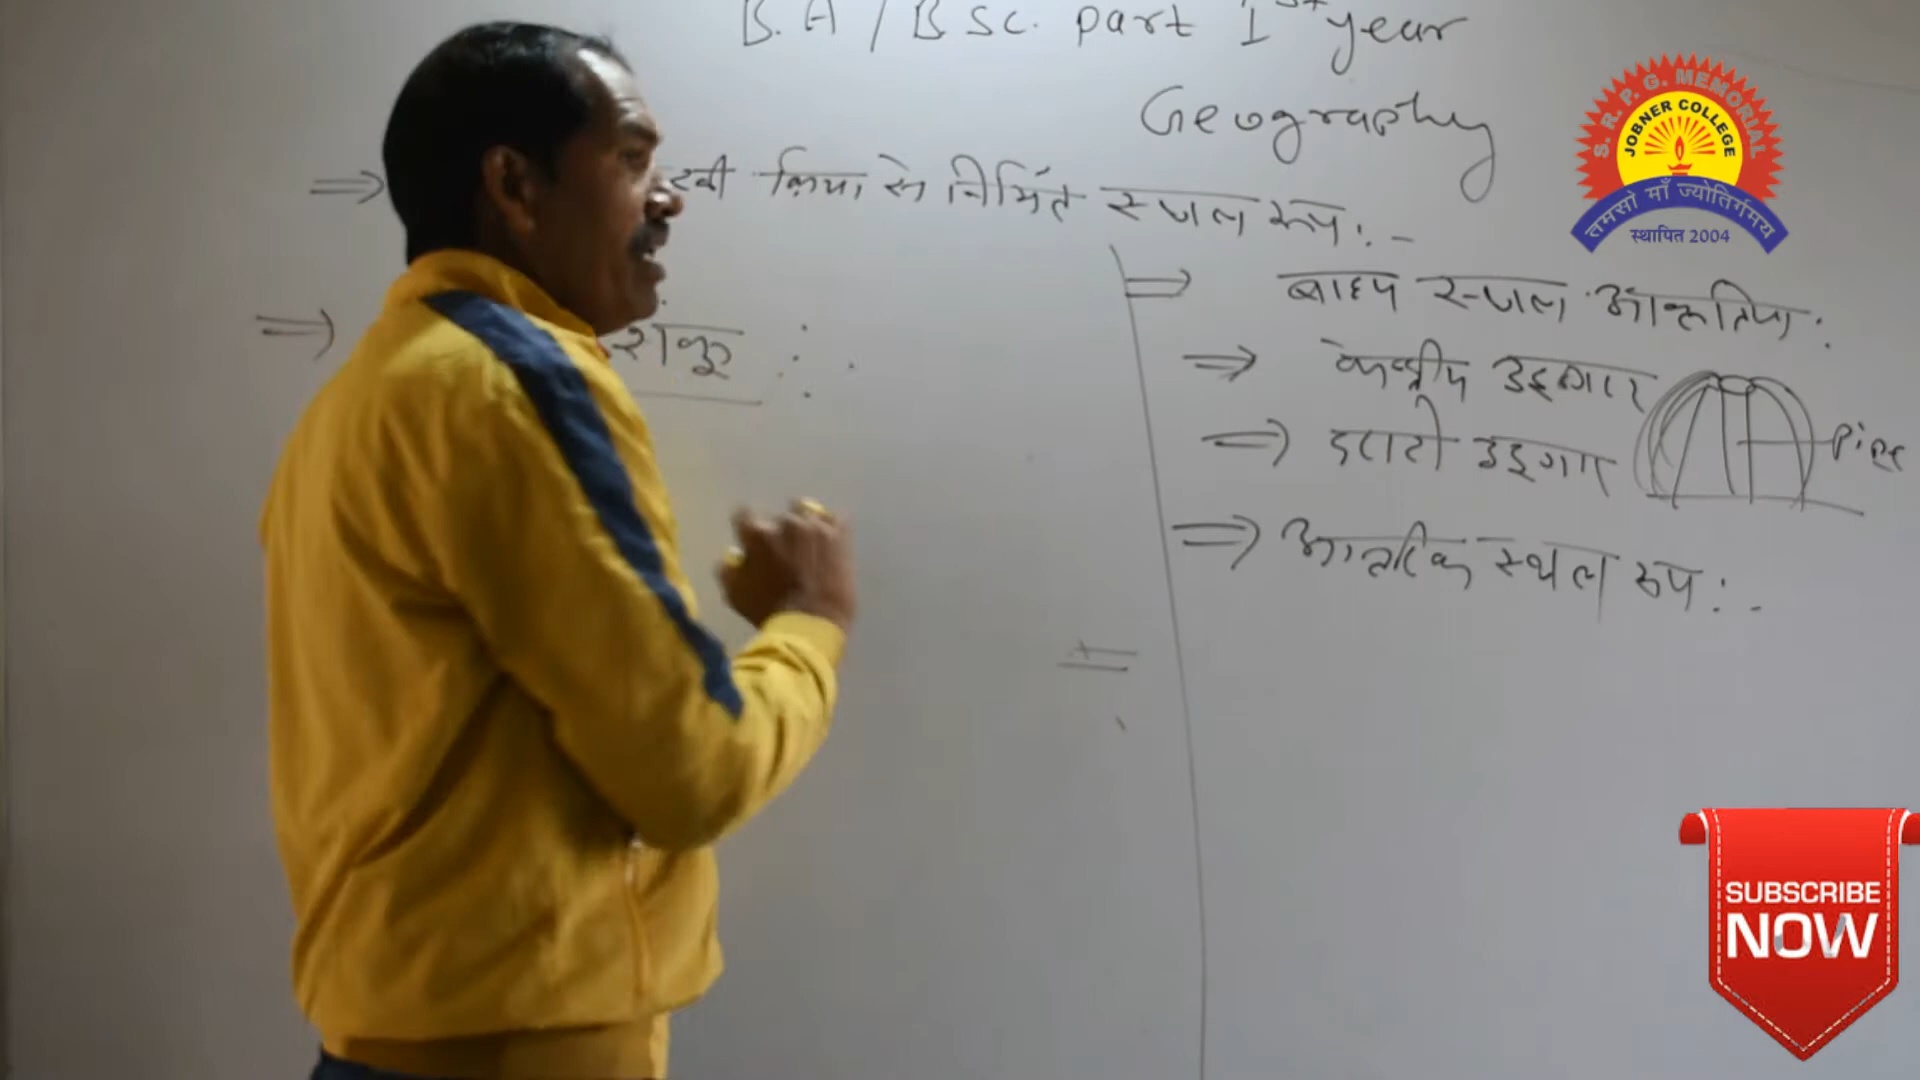 B.A / B.Sc. part Ist year
Geography
⇒ खी क्रिया से निर्मित स्थल रूप :-
⇒ शंकु :
⇒ बाह्य स्थल आकृतियां :
⇒ केन्द्रीय उद्गार
⇒ दरारी उद्गार
Pipe
⇒ आन्तरिक स्थल रूप :-
S. R. P. G. MEMORIAL
JOBNER COLLEGE
तमसो माँ ज्योतिर्गमय
स्थापित 2004
SUBSCRIBE
NOW